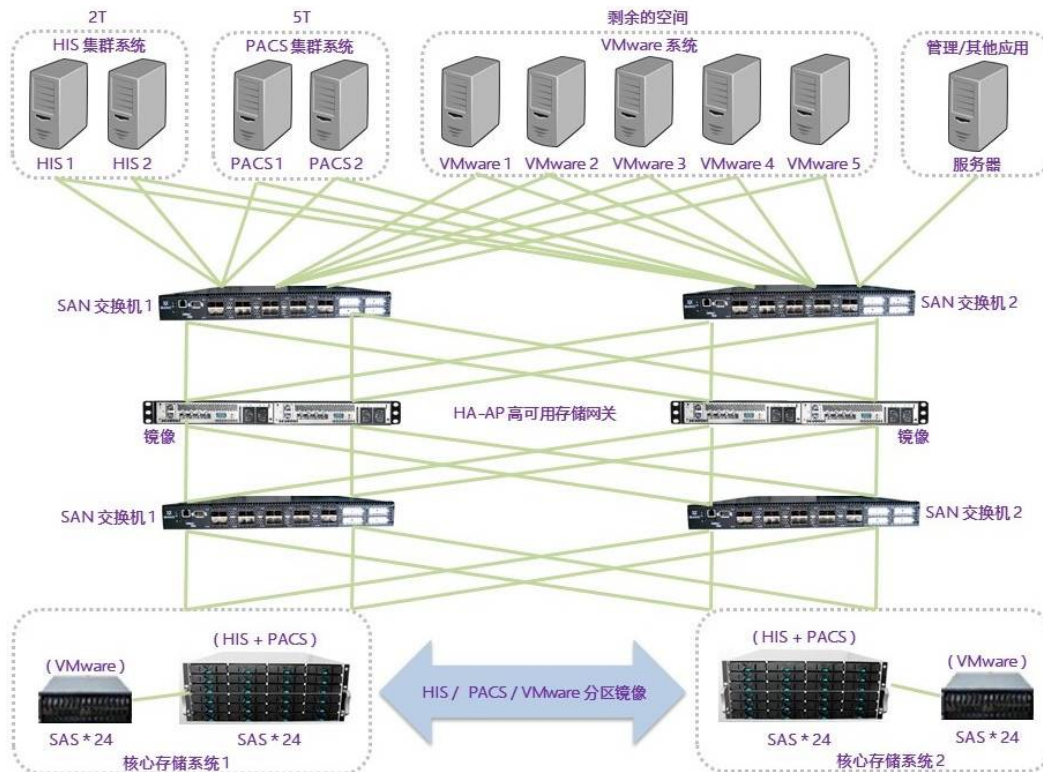 2T
5T
剩余的空间
HIS 集群系统
PACS 集群系统
VMware 系统
管理/其他应用
HIS 1
HIS 2
PACS 1
PACS 2
VMware 1
VMware 2
VMware 3
VMware 4
VMware 5
服务器
SAN 交换机 1
SAN 交换机 2
HA-AP 高可用存储网关
镜像
镜像
SAN 交换机 1
SAN 交换机 2
( HIS + PACS )
( HIS + PACS )
( VMware )
( VMware )
HIS / PACS / VMware 分区镜像
SAS * 24
SAS * 24
SAS * 24
SAS * 24
核心存储系统 1
核心存储系统 2